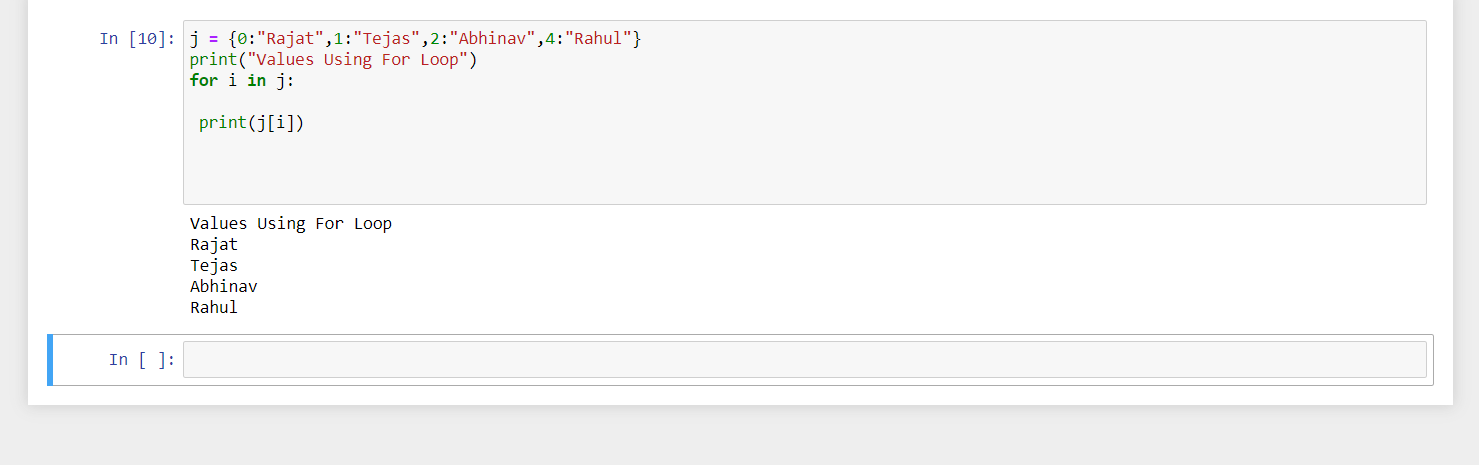 In [10]: j = {0:"Rajat",1:"Tejas",2:"Abhinav",4:"Rahul"}
print("Values Using For Loop")
for i in j:
print(j[i])
Values Using For Loop
Rajat
Tejas
Abhinav
Rahul
In [ ]: